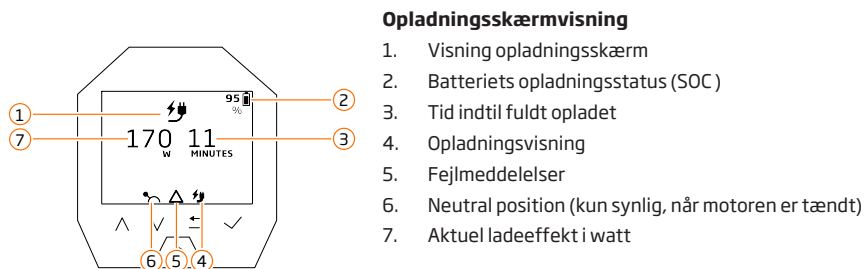 Opladningsskærmvisning
1. Visning opladningsskærm
2. Batteriets opladningsstatus (SOC)
3. Tid indtil fuldt opladet
4. Opladningsvisning
5. Fejlmeddelelser
6. Neutral position (kun synlig, når motoren er tændt)
7. Aktuel ladeeffekt i watt
95
%
1
2
7
170 W
11 MINUTES
3
6
5
4